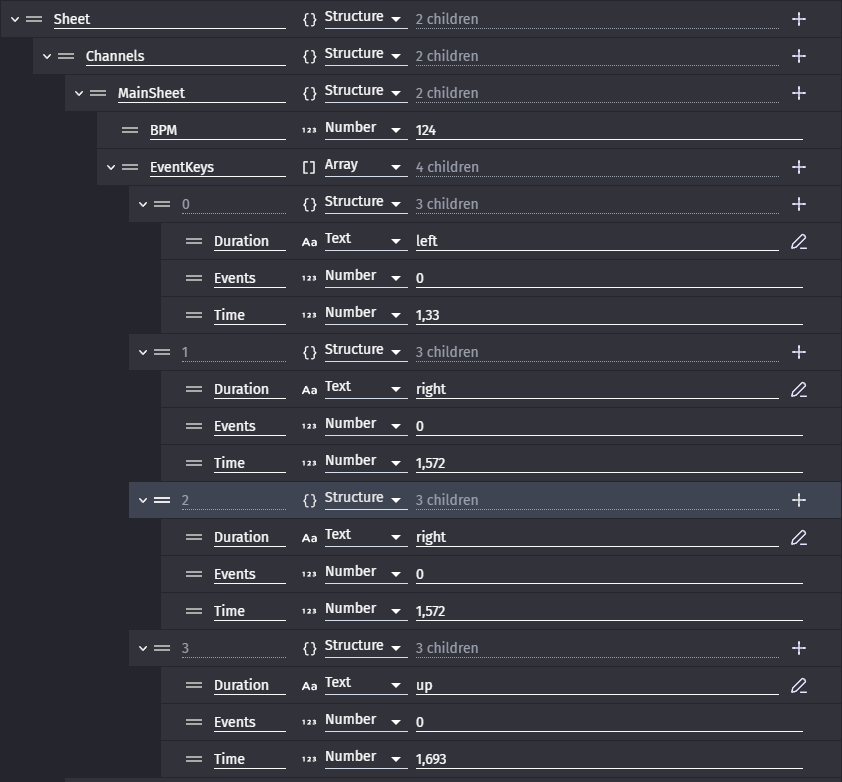 Sheet {} Structure 2 children
Channels {} Structure 2 children
MainSheet {} Structure 2 children
BPM 123 Number 124
EventKeys [] Array 4 children
0 {} Structure 3 children
Duration Aa Text left
Events 123 Number 0
Time 123 Number 1,33
1 {} Structure 3 children
Duration Aa Text right
Events 123 Number 0
Time 123 Number 1,572
2 {} Structure 3 children
Duration Aa Text right
Events 123 Number 0
Time 123 Number 1,572
3 {} Structure 3 children
Duration Aa Text up
Events 123 Number 0
Time 123 Number 1,693